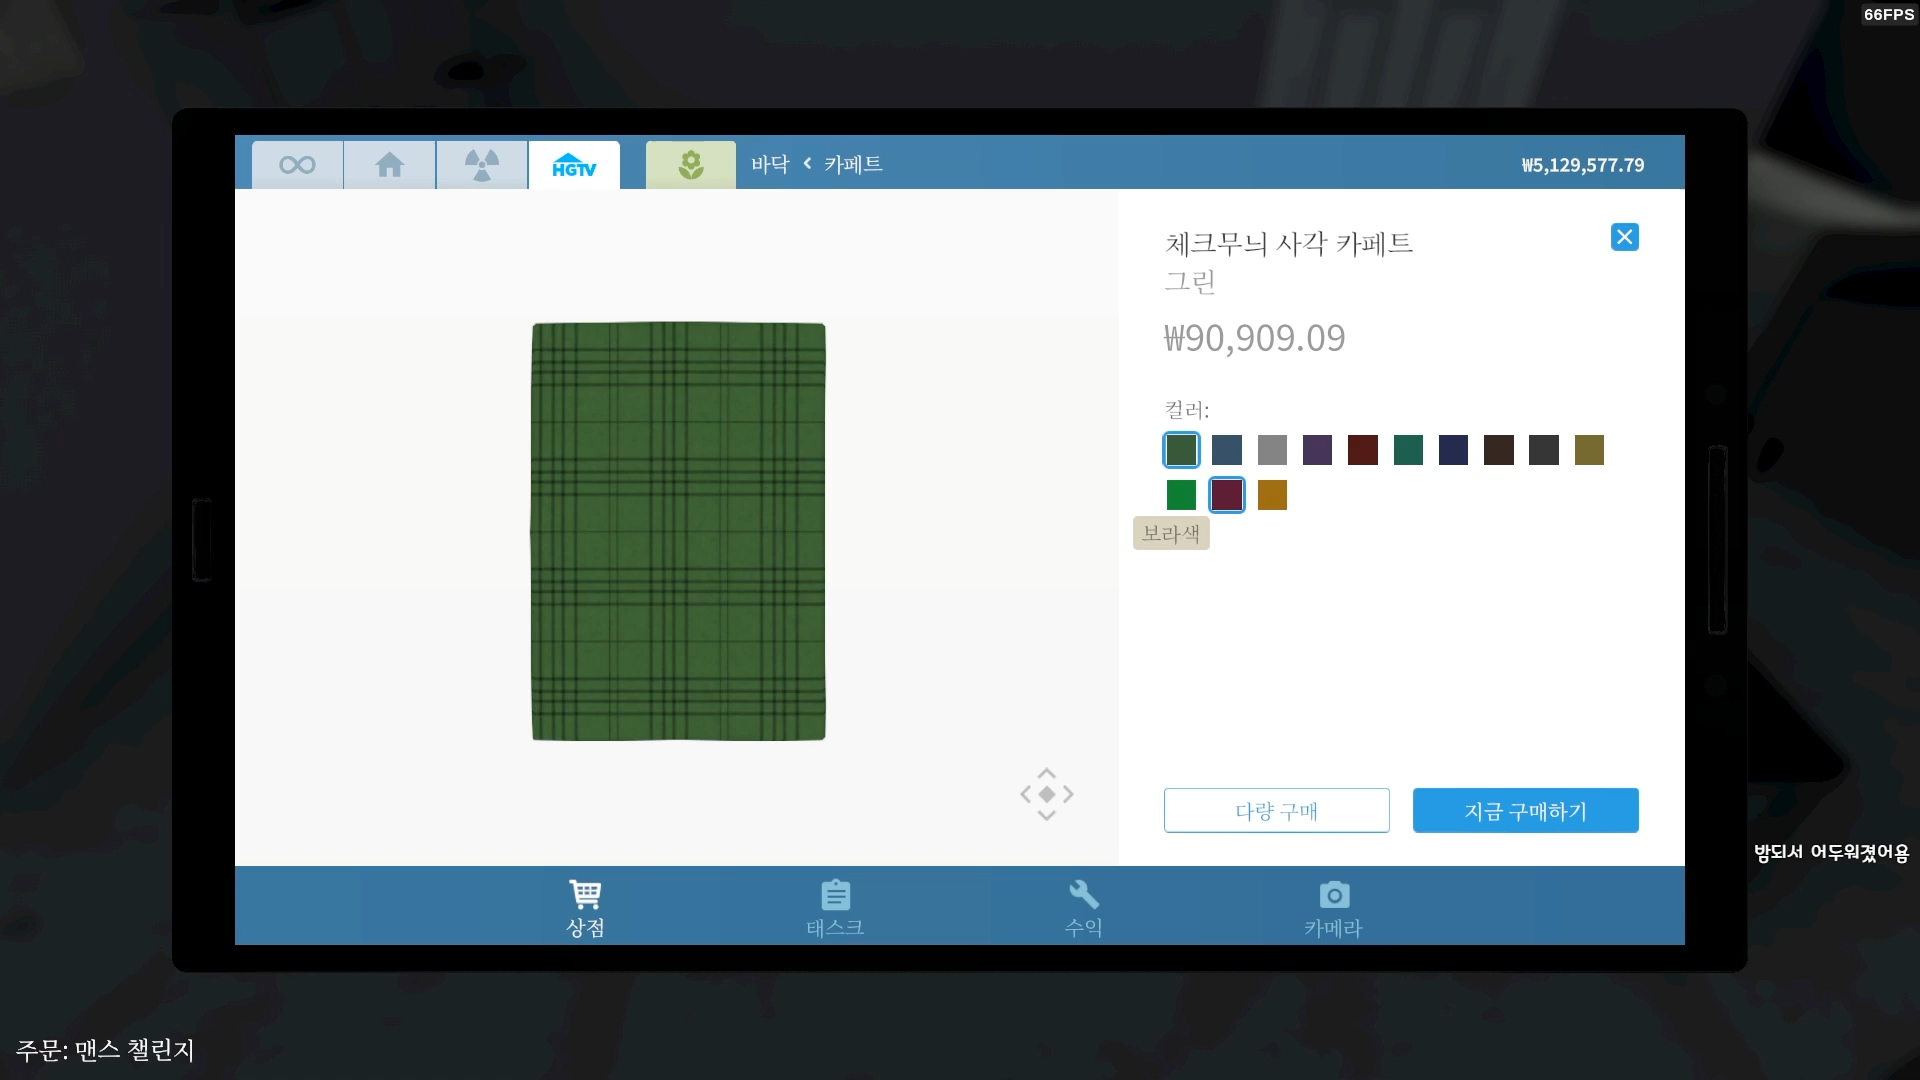 66FPS
HGTV
바닥 < 카페트
₩5,129,577.79
체크무늬 사각 카페트
그린
₩90,909.09
컬러:
보라색
다량 구매
지금 구매하기
밤되서 어두워졌어용
상점
태스크
수익
카메라
주문: 맨스 챌린지